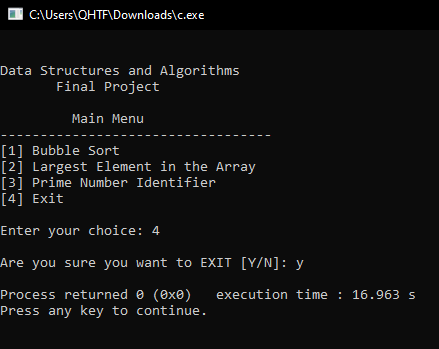 C:\Users\QHTF\Downloads\c.exe
Data Structures and Algorithms
Final Project
Main Menu
----------------------------------
[1] Bubble Sort
[2] Largest Element in the Array
[3] Prime Number Identifier
[4] Exit
Enter your choice: 4
Are you sure you want to EXIT [Y/N]: y
Process returned 0 (0x0)   execution time : 16.963 s
Press any key to continue.